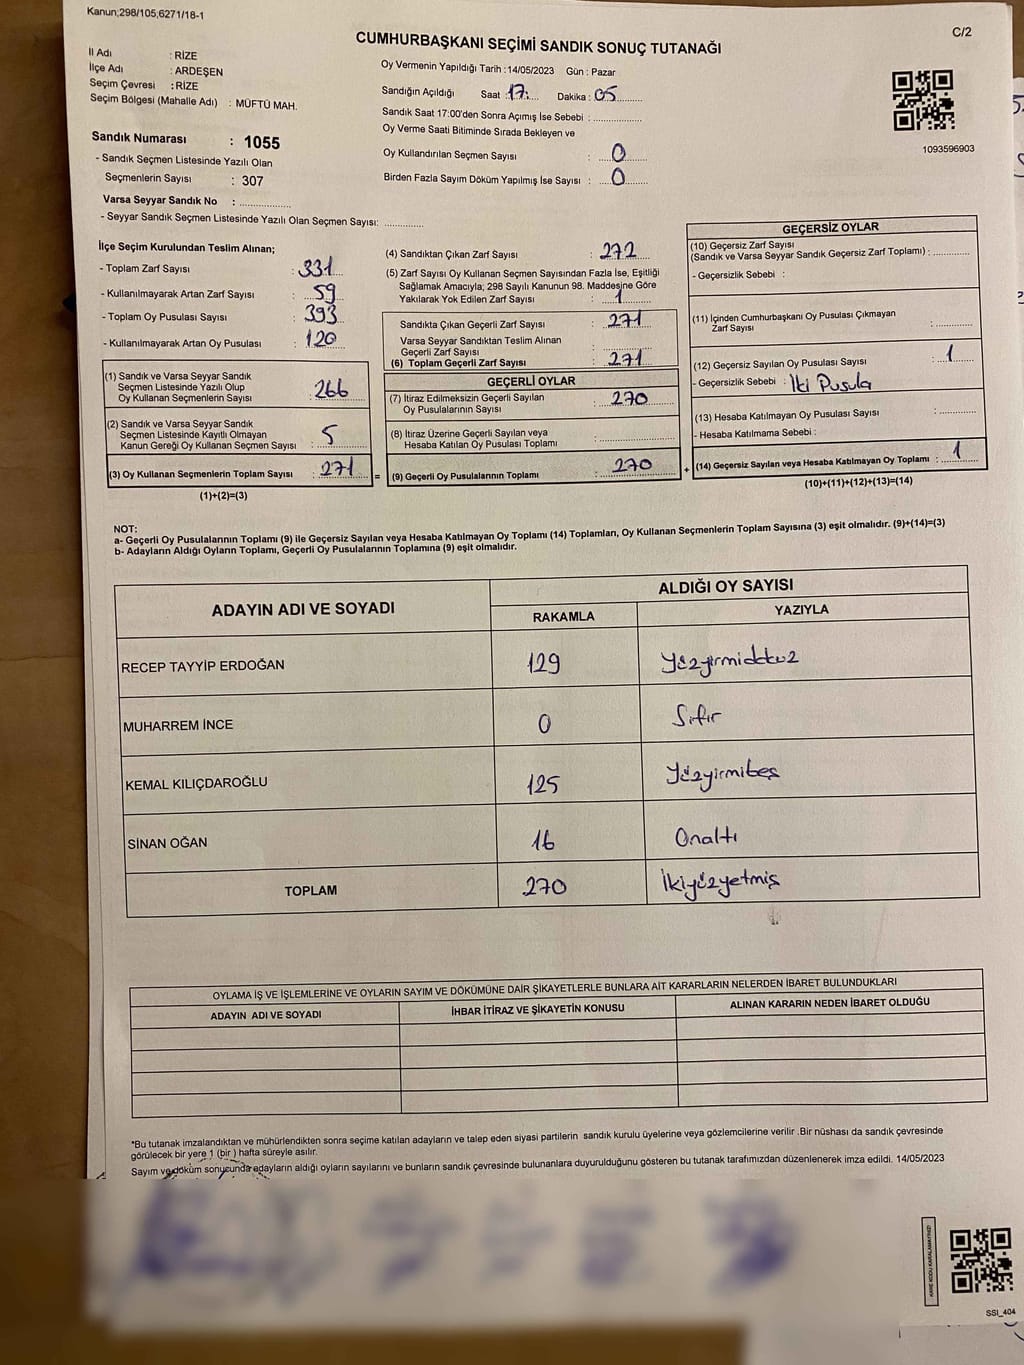 Kanun;298/105;6271/18-1
C/2
CUMHURBAŞKANI SEÇİMİ SANDIK SONUÇ TUTANAĞI
İl Adı : RİZE
İlçe Adı : ARDEŞEN
Seçim Çevresi : RİZE
Seçim Bölgesi (Mahalle Adı) : MÜFTÜ MAH.
Oy Vermenin Yapıldığı Tarih :14/05/2023 Gün : Pazar
Sandığın Açıldığı Saat :17:.... Dakika : 05..........
Sandık Saat 17:00'den Sonra Açımış İse Sebebi : ....................
Oy Verme Saati Bitiminde Sırada Bekleyen ve
Oy Kullandırılan Seçmen Sayısı : ....0........
Birden Fazla Sayım Döküm Yapılmış İse Sayısı : ....0........
1093596903
Sandık Numarası : 1055
- Sandık Seçmen Listesinde Yazılı Olan
Seçmenlerin Sayısı : 307
Varsa Seyyar Sandık No : ....................
- Seyyar Sandık Seçmen Listesinde Yazılı Olan Seçmen Sayısı: ...............
İlçe Seçim Kurulundan Teslim Alınan;
- Toplam Zarf Sayısı : 331
- Kullanılmayarak Artan Zarf Sayısı : 59
- Toplam Oy Pusulası Sayısı : 393
- Kullanılmayarak Artan Oy Pusulası : 120
(1) Sandık ve Varsa Seyyar Sandık
Seçmen Listesinde Yazılı Olup
Oy Kullanan Seçmenlerin Sayısı : 266
(2) Sandık ve Varsa Seyyar Sandık
Seçmen Listesinde Kayıtlı Olmayan
Kanun Gereği Oy Kullanan Seçmen Sayısı : 5
(3) Oy Kullanan Seçmenlerin Toplam Sayısı : 271 =
(1)+(2)=(3)
(4) Sandıktan Çıkan Zarf Sayısı : 272
(5) Zarf Sayısı Oy Kullanan Seçmen Sayısından Fazla İse, Eşitliği
Sağlamak Amacıyla; 298 Sayılı Kanunun 98. Maddesine Göre
Yakılarak Yok Edilen Zarf Sayısı : 1
Sandıkta Çıkan Geçerli Zarf Sayısı : 271
Varsa Seyyar Sandıktan Teslim Alınan
Geçerli Zarf Sayısı : ...............
(6) Toplam Geçerli Zarf Sayısı : 271
GEÇERLİ OYLAR
(7) İtiraz Edilmeksizin Geçerli Sayılan
Oy Pusulalarının Sayısı : 270
(8) İtiraz Üzerine Geçerli Sayılan veya
Hesaba Katılan Oy Pusulası Toplamı : ....................
(9) Geçerli Oy Pusulalarının Toplamı : 270 +
GEÇERSİZ OYLAR
(10) Geçersiz Zarf Sayısı
(Sandık ve Varsa Seyyar Sandık Geçersiz Zarf Toplamı) : .............
- Geçersizlik Sebebi :
(11) İçinden Cumhurbaşkanı Oy Pusulası Çıkmayan
Zarf Sayısı : .............
(12) Geçersiz Sayılan Oy Pusulası Sayısı : 1
- Geçersizlik Sebebi : İki Pusula
(13) Hesaba Katılmayan Oy Pusulası Sayısı : .............
- Hesaba Katılmama Sebebi :
(14) Geçersiz Sayılan veya Hesaba Katılmayan Oy Toplamı : 1
(10)+(11)+(12)+(13)=(14)
NOT:
a- Geçerli Oy Pusulalarının Toplamı (9) ile Geçersiz Sayılan veya Hesaba Katılmayan Oy Toplamı (14) Toplamları, Oy Kullanan Seçmenlerin Toplam Sayısına (3) eşit olmalıdır. (9)+(14)=(3)
b- Adayların Aldığı Oyların Toplamı, Geçerli Oy Pusulalarının Toplamına (9) eşit olmalıdır.
ADAYIN ADI VE SOYADI
ALDIĞI OY SAYISI
RAKAMLA YAZIYLA
RECEP TAYYİP ERDOĞAN 129 Yüzyirmidokuz
MUHARREM İNCE 0 Sıfır
KEMAL KILIÇDAROĞLU 125 Yüzyirmibeş
SİNAN OĞAN 16 Onaltı
TOPLAM 270 İkiyüzyetmiş
OYLAMA İŞ VE İŞLEMLERİNE VE OYLARIN SAYIM VE DÖKÜMÜNE DAİR ŞİKAYETLERLE BUNLARA AİT KARARLARIN NELERDEN İBARET BULUNDUKLARI
ADAYIN ADI VE SOYADI İHBAR İTİRAZ VE ŞİKAYETİN KONUSU ALINAN KARARIN NEDEN İBARET OLDUĞU
*Bu tutanak imzalandıktan ve mühürlendikten sonra seçime katılan adayların ve talep eden siyasi partilerin sandık kurulu üyelerine veya gözlemcilerine verilir .Bir nüshası da sandık çevresinde
görülecek bir yere 1 (bir ) hafta süreyle asılır.
Sayım ve döküm sonucunda adayların aldığı oyların sayılarını ve bunların sandık çevresinde bulunanlara duyurulduğunu gösteren bu tutanak tarafımızdan düzenlenerek imza edildi. 14/05/2023
KARE KODU KARALAMAYINIZ!
SSI_404